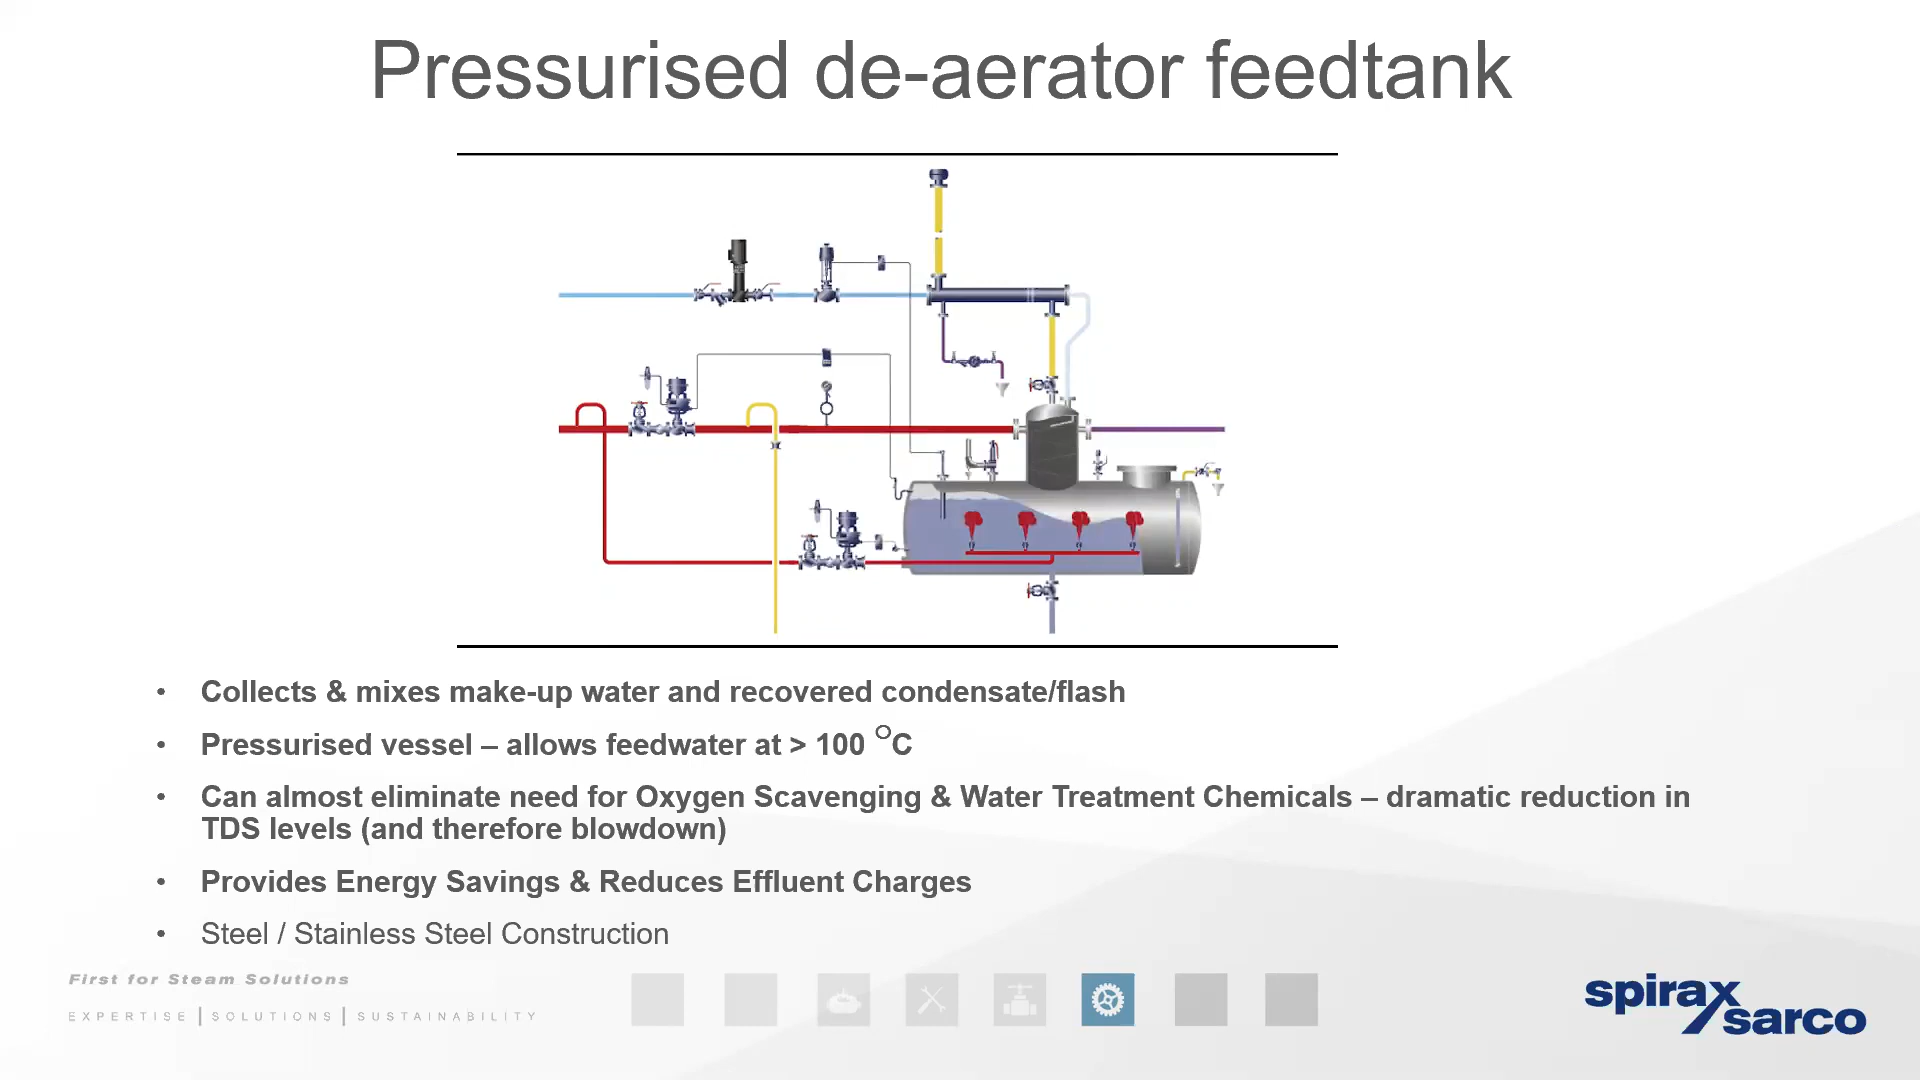 Pressurised de-aerator feedtank
• Collects & mixes make-up water and recovered condensate/flash
• Pressurised vessel – allows feedwater at > 100 °C
• Can almost eliminate need for Oxygen Scavenging & Water Treatment Chemicals – dramatic reduction in
TDS levels (and therefore blowdown)
• Provides Energy Savings & Reduces Effluent Charges
• Steel / Stainless Steel Construction
First for Steam Solutions
EXPERTISE | SOLUTIONS | SUSTAINABILITY
spirax
sarco